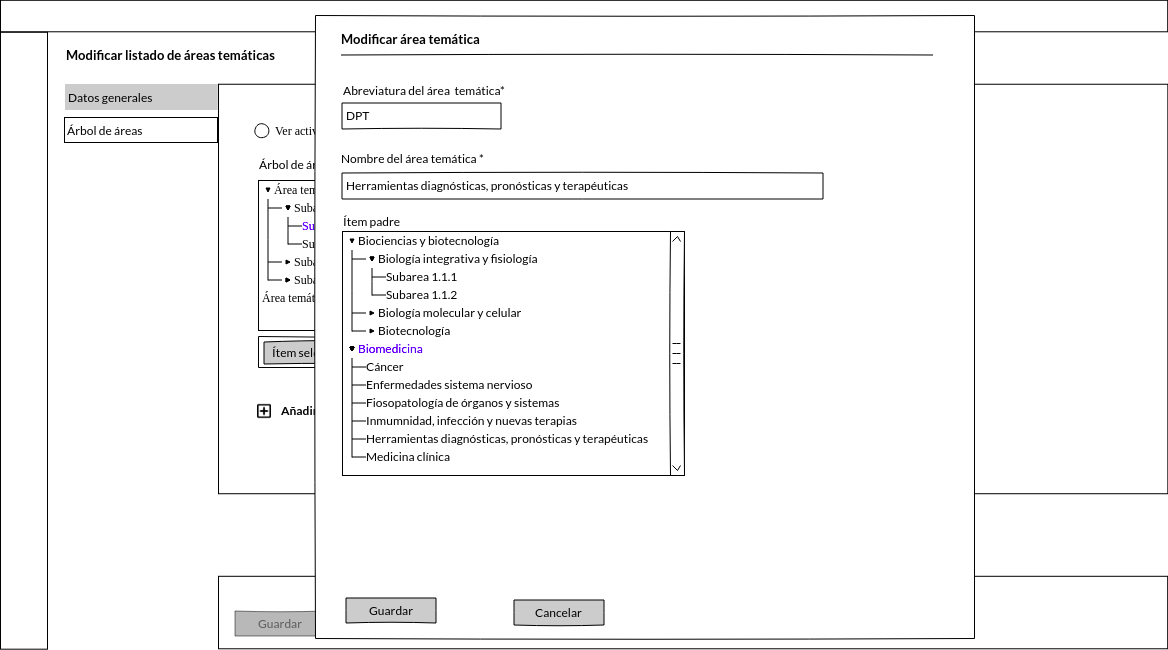 Modificar listado de áreas temáticas
Datos generales
Árbol de áreas
Ver activ
Árbol de ár
Área tem
Suba
Su
Su
Suba
Suba
Área temát
Ítem sel
Añadir
Guardar
Modificar área temática
Abreviatura del área temática*
DPT
Nombre del área temática *
Herramientas diagnósticas, pronósticas y terapéuticas
Ítem padre
Biociencias y biotecnología
Biología integrativa y fisiología
Subarea 1.1.1
Subarea 1.1.2
Biología molecular y celular
Biotecnología
Biomedicina
Cáncer
Enfermedades sistema nervioso
Fiosopatología de órganos y sistemas
Inmumnidad, infección y nuevas terapias
Herramientas diagnósticas, pronósticas y terapéuticas
Medicina clínica
Guardar
Cancelar